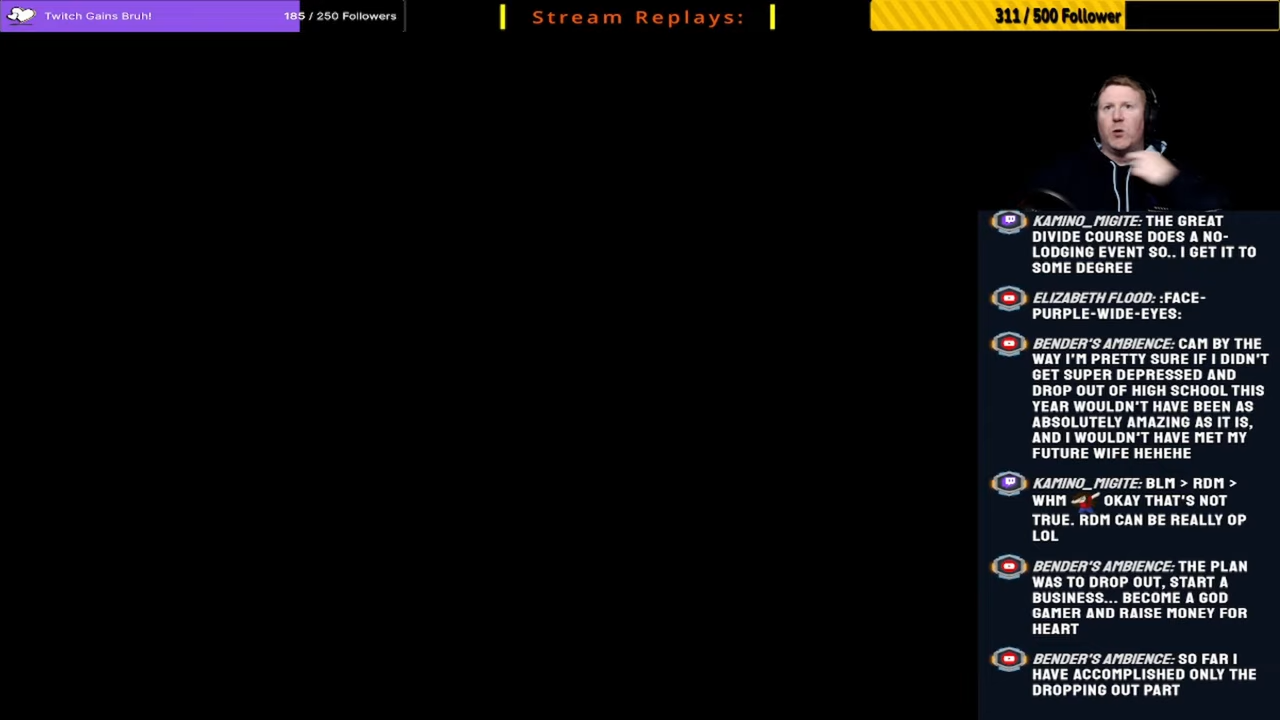 Twitch Gains Bruh!
185 / 250 Followers
Stream Replays:
311 / 500 Follower
KAMINO_MIGITE: THE GREAT
DIVIDE COURSE DOES A NO-
LODGING EVENT SO.. I GET IT TO
SOME DEGREE
ELIZABETH FLOOD: :FACE-
PURPLE-WIDE-EYES:
BENDER'S AMBIENCE: CAM BY THE
WAY I'M PRETTY SURE IF I DIDN'T
GET SUPER DEPRESSED AND
DROP OUT OF HIGH SCHOOL THIS
YEAR WOULDN'T HAVE BEEN AS
ABSOLUTELY AMAZING AS IT IS,
AND I WOULDN'T HAVE MET MY
FUTURE WIFE HEHEHE
KAMINO_MIGITE: BLM > RDM >
WHM OKAY THAT'S NOT
TRUE. RDM CAN BE REALLY OP
LOL
BENDER'S AMBIENCE: THE PLAN
WAS TO DROP OUT, START A
BUSINESS... BECOME A GOD
GAMER AND RAISE MONEY FOR
HEART
BENDER'S AMBIENCE: SO FAR I
HAVE ACCOMPLISHED ONLY THE
DROPPING OUT PART